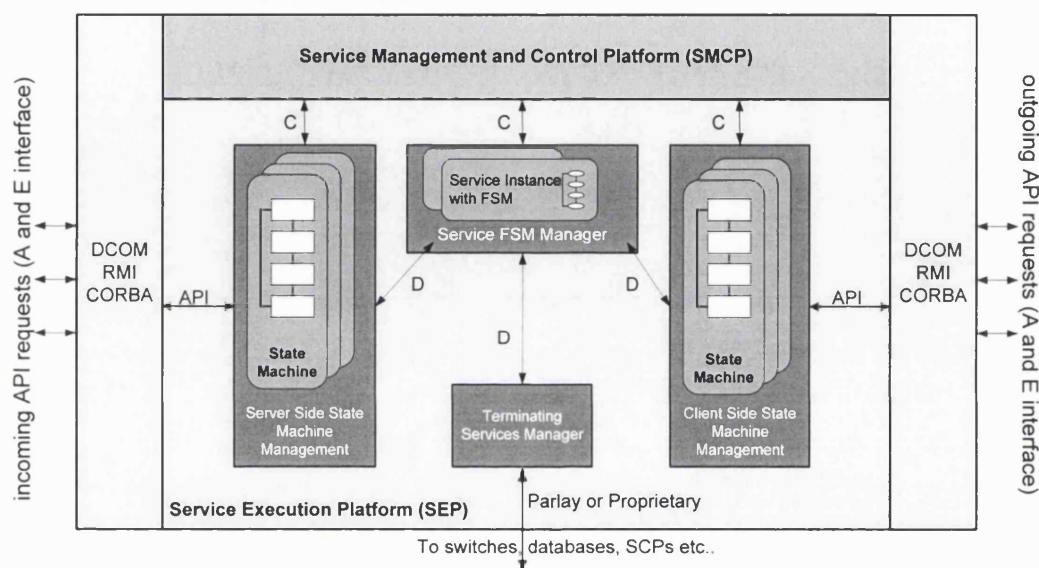 Service Management and Control Platform (SMCP)
C
C
C
incoming API requests (A and E interface)
DCOM
RMI
CORBA
API
State
Machine
Server Side State
Machine
Management
Service Instance
with FSM
Service FSM Manager
D
D
D
Terminating
Services Manager
State
Machine
Client Side State
Machine
Management
API
DCOM
RMI
CORBA
outgoing API requests (A and E interface)
Service Execution Platform (SEP)
Parlay or Proprietary
To switches, databases, SCPs etc..